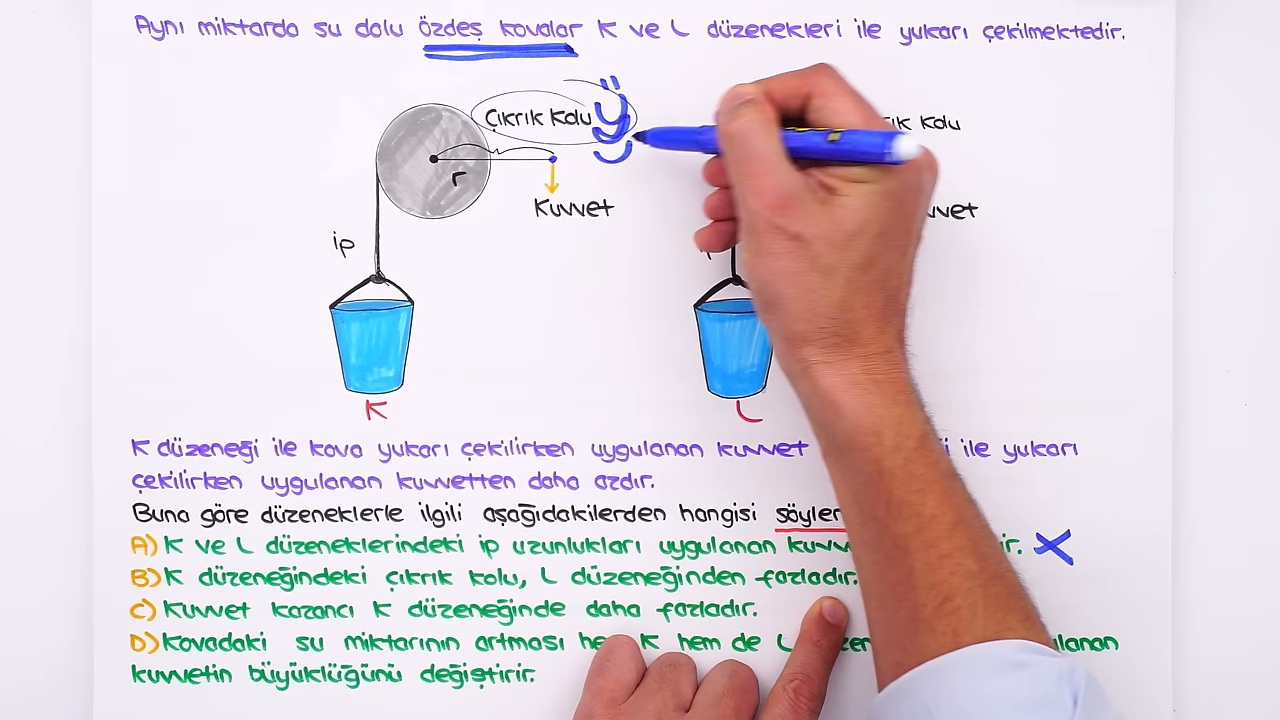 Aynı miktarda su dolu özdeş kovalar K ve L düzenekleri ile yukarı çekilmektedir.
Çıkrık Kolu
Kolu
r
Kuvvet
ip
K
L
K düzeneği ile kova yukarı çekilirken uygulanan kuvvet ile yukarı
çekilirken uygulanan kuvvetten daha azdır.
Buna göre düzeneklerle ilgili aşağıdakilerden hangisi
A) K ve L düzeneklerindeki ip uzunlukları uygulanan
B) K düzeneğindeki çıkrık kolu, L düzeneğinden fazladır.
C) Kuvvet kazancı K düzeneğinde daha fazladır.
D) Kovadaki su miktarının artması K hem de L
kuvvetin büyüklüğünü değiştirir.